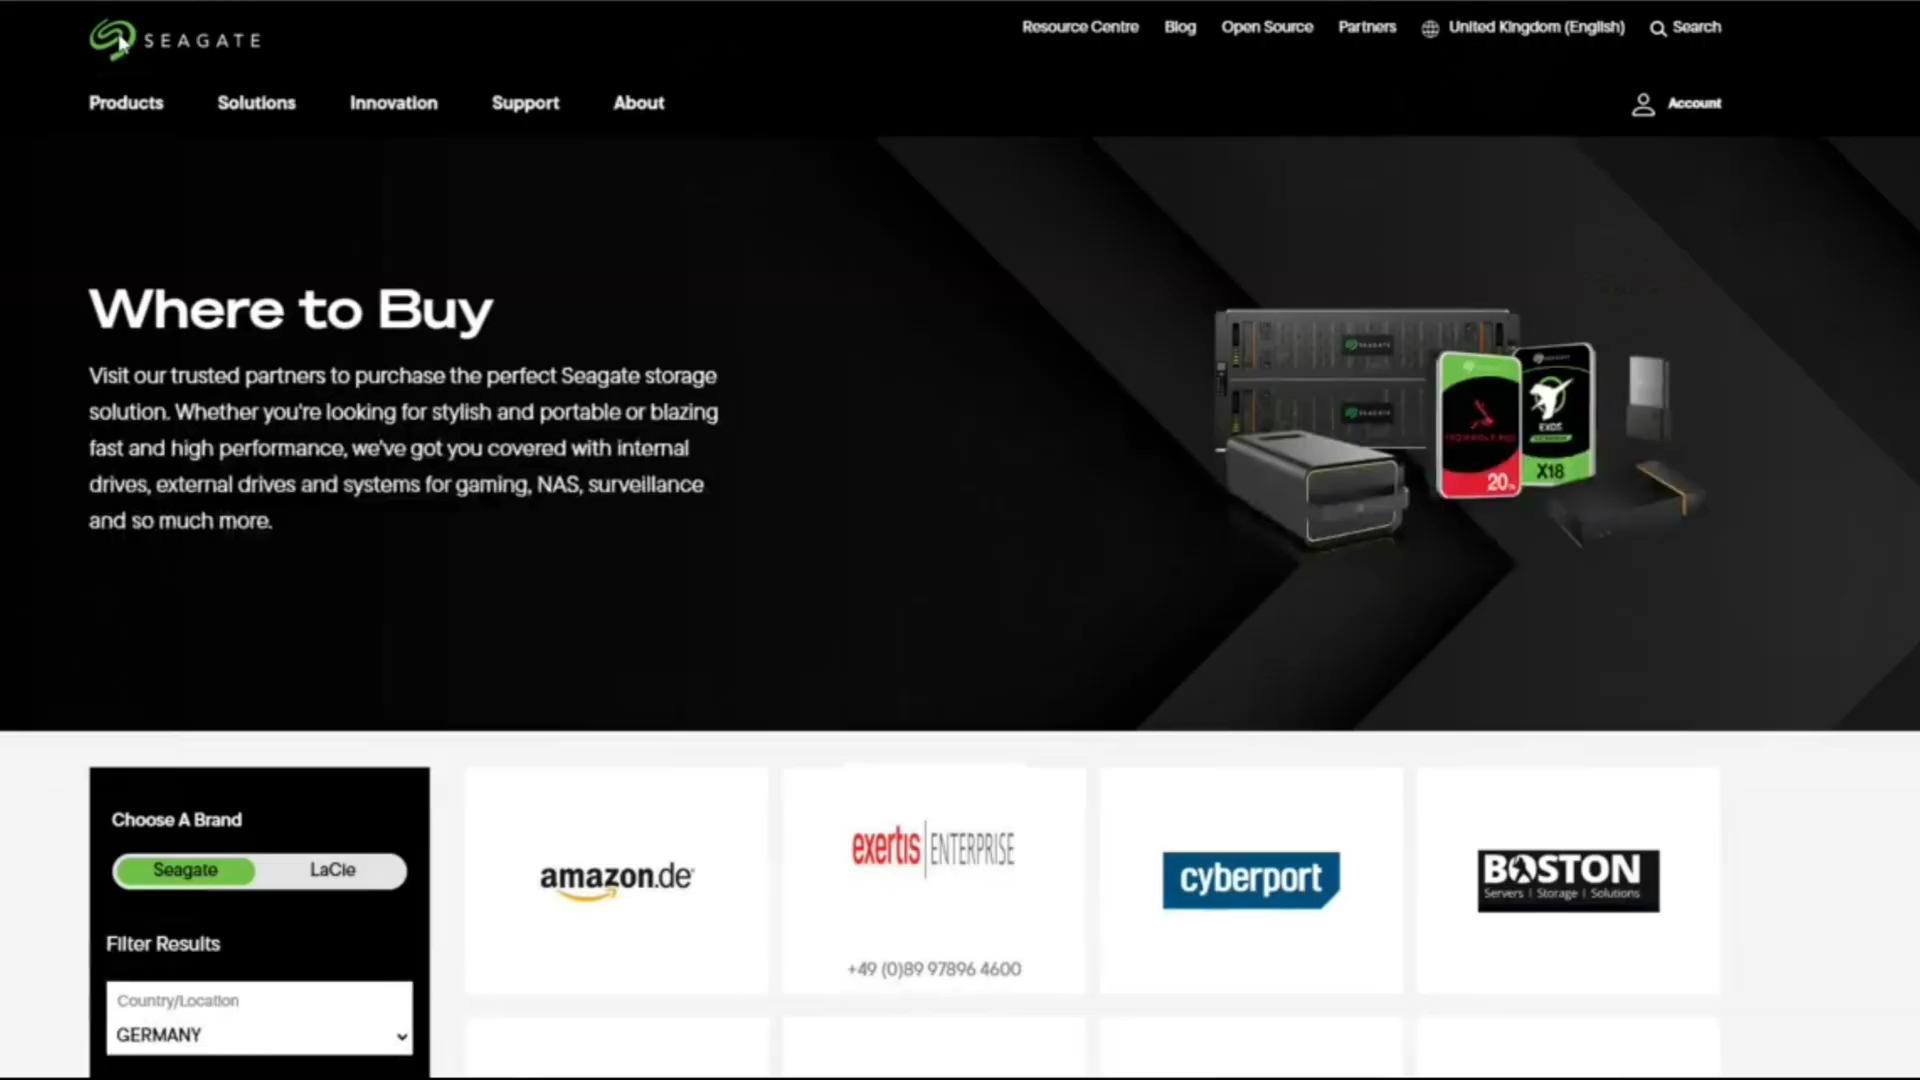 SEAGATE
Resource Centre
Blog
Open Source
Partners
United Kingdom (English)
Search
Products
Solutions
Innovation
Support
About
Account
Where to Buy
Visit our trusted partners to purchase the perfect Seagate storage
solution. Whether you're looking for stylish and portable or blazing
fast and high performance, we've got you covered with internal
drives, external drives and systems for gaming, NAS, surveillance
and so much more.
SEAGATE
SEAGATE
20
EXOS
X18
Choose A Brand
Seagate
LaCie
Filter Results
Country/Location
GERMANY
amazon.de
exertis ENTERPRISE
+49 (0)89 97896 4600
cyberport
BOSTON
Servers | Storage | Solutions